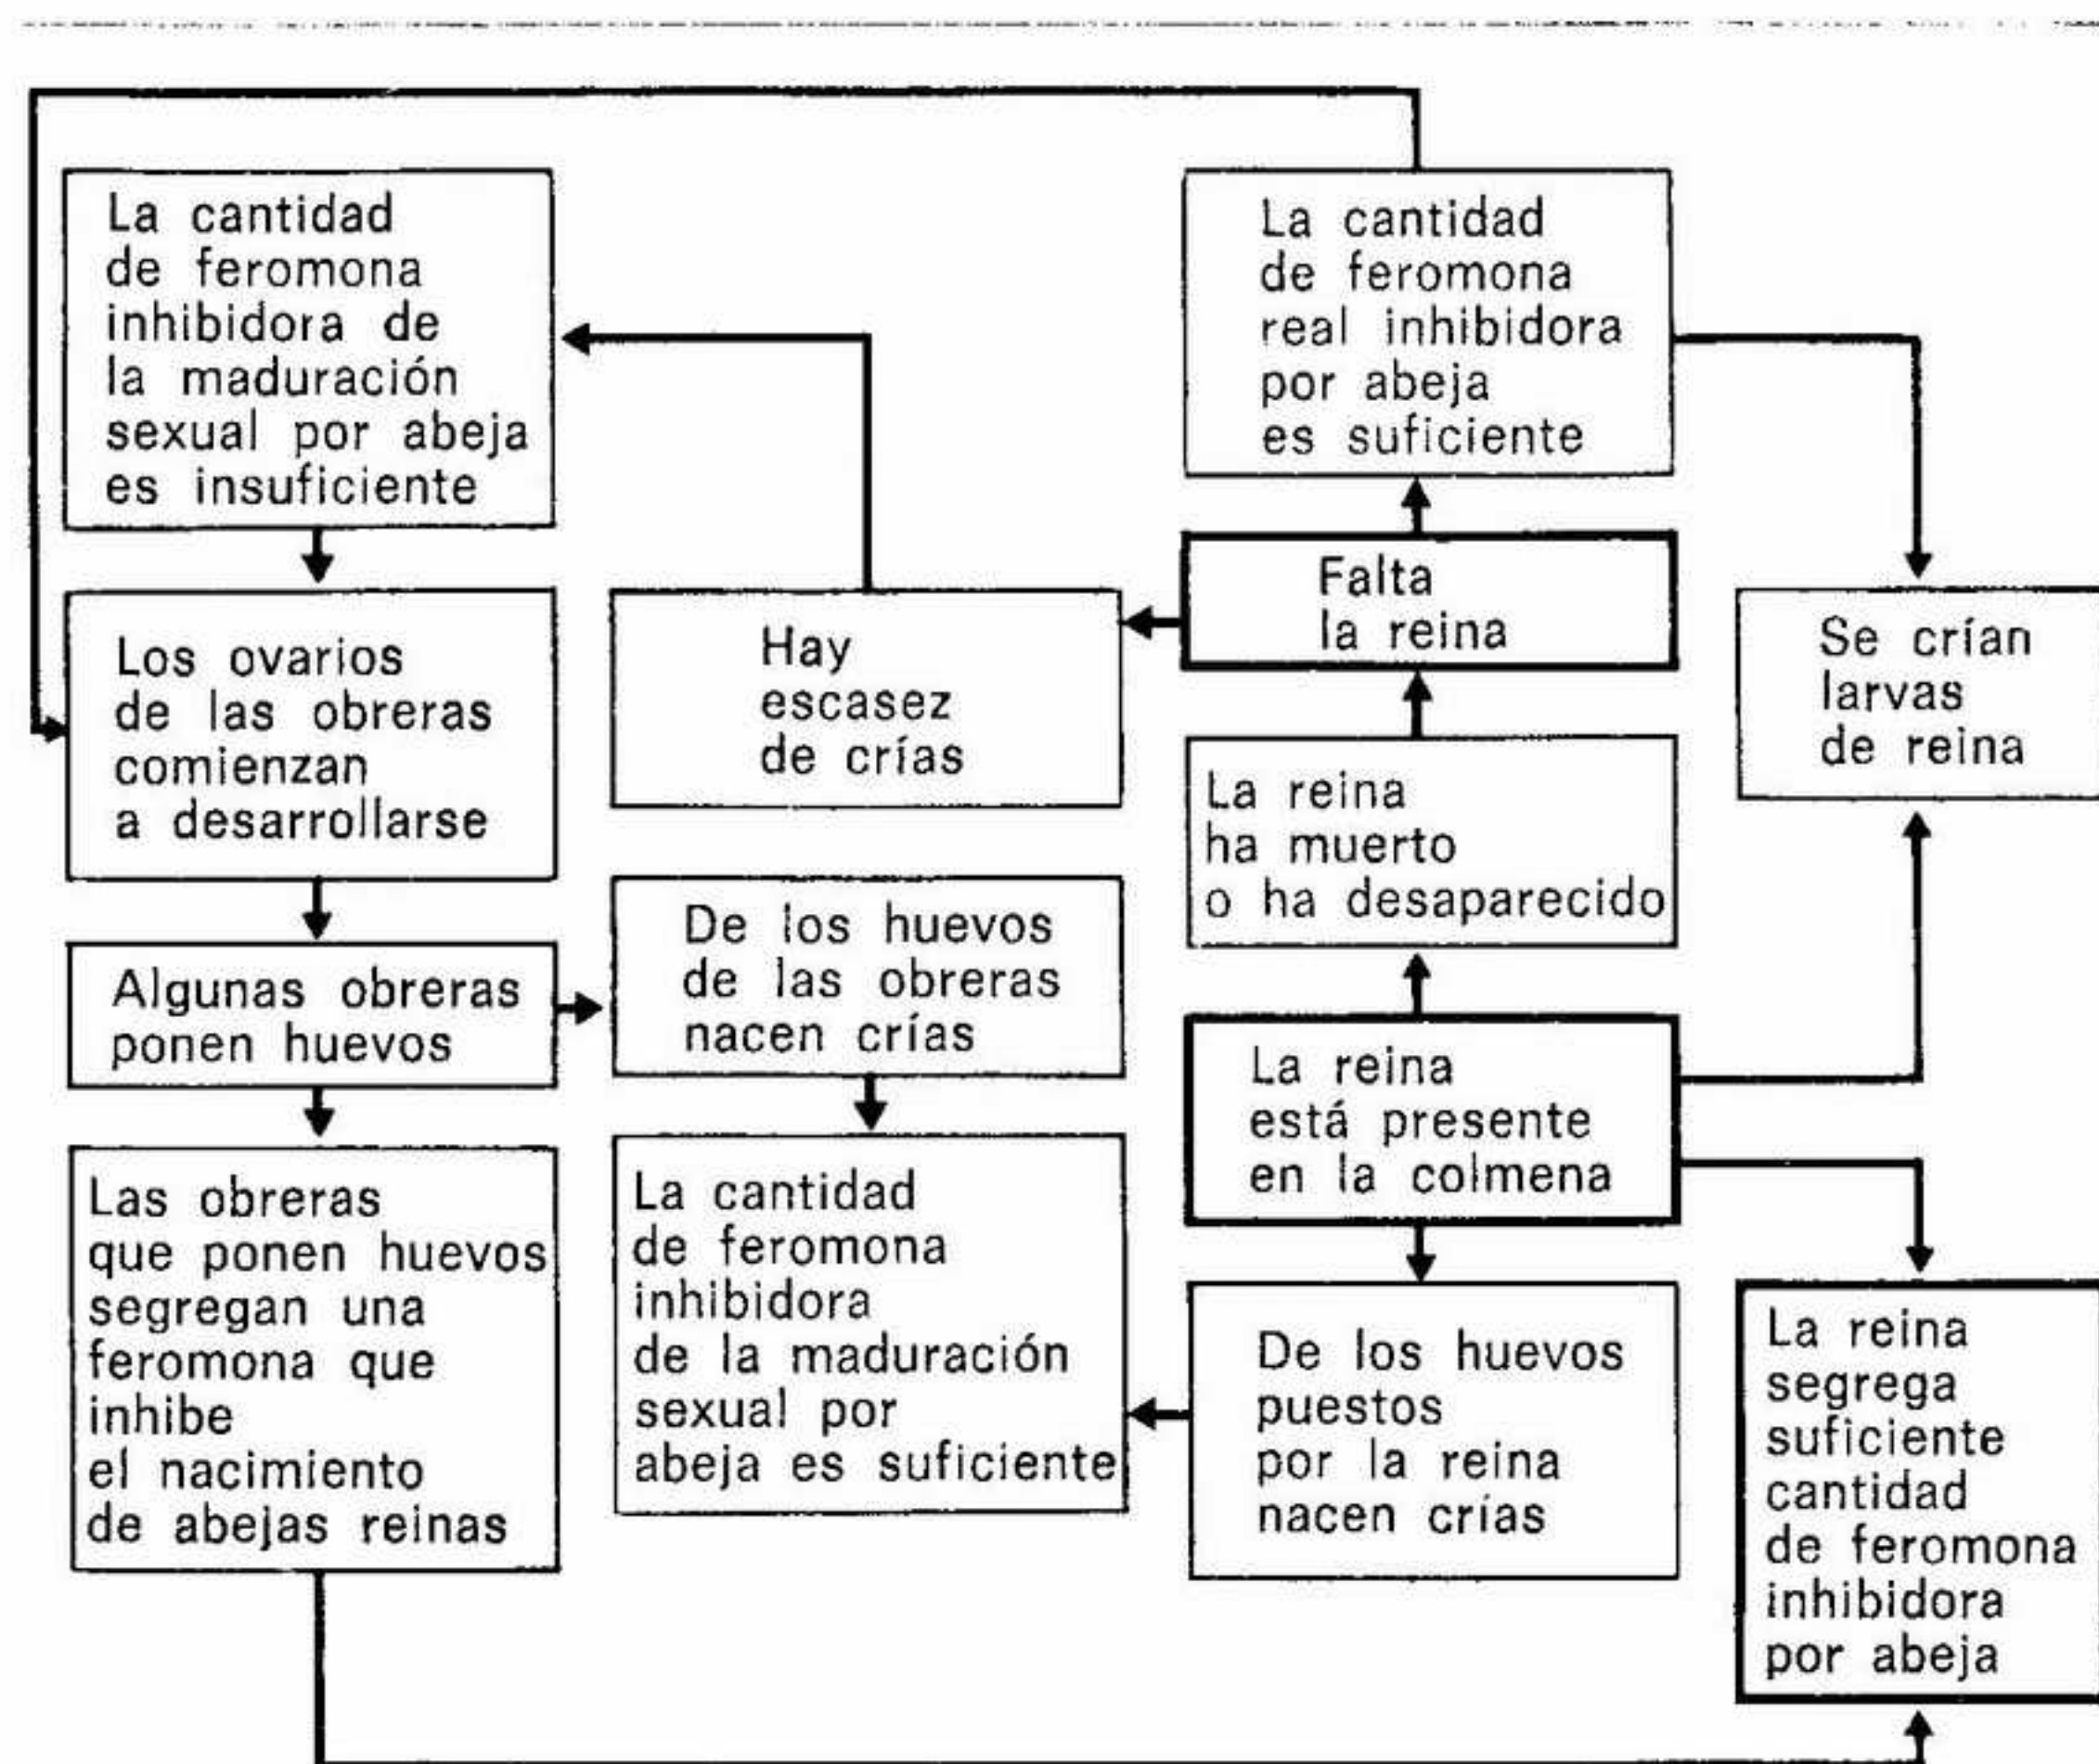 La cantidad
de feromona
inhibidora de
la maduración
sexual por abeja
es insuficiente
La cantidad
de feromona
real inhibidora
por abeja
es suficiente
Falta
la reina
Hay
escasez
de crías
Se crían
larvas
de reina
Los ovarios
de las obreras
comienzan
a desarrollarse
La reina
ha muerto
o ha desaparecido
De los huevos
de las obreras
nacen crías
Algunas obreras
ponen huevos
La reina
está presente
en la colmena
Las obreras
que ponen huevos
segregan una
feromona que
inhibe
el nacimiento
de abejas reinas
La cantidad
de feromona
inhibidora
de la maduración
sexual por
abeja es suficiente
De los huevos
puestos
por la reina
nacen crías
La reina
segrega
suficiente
cantidad
de feromona
inhibidora
por abeja